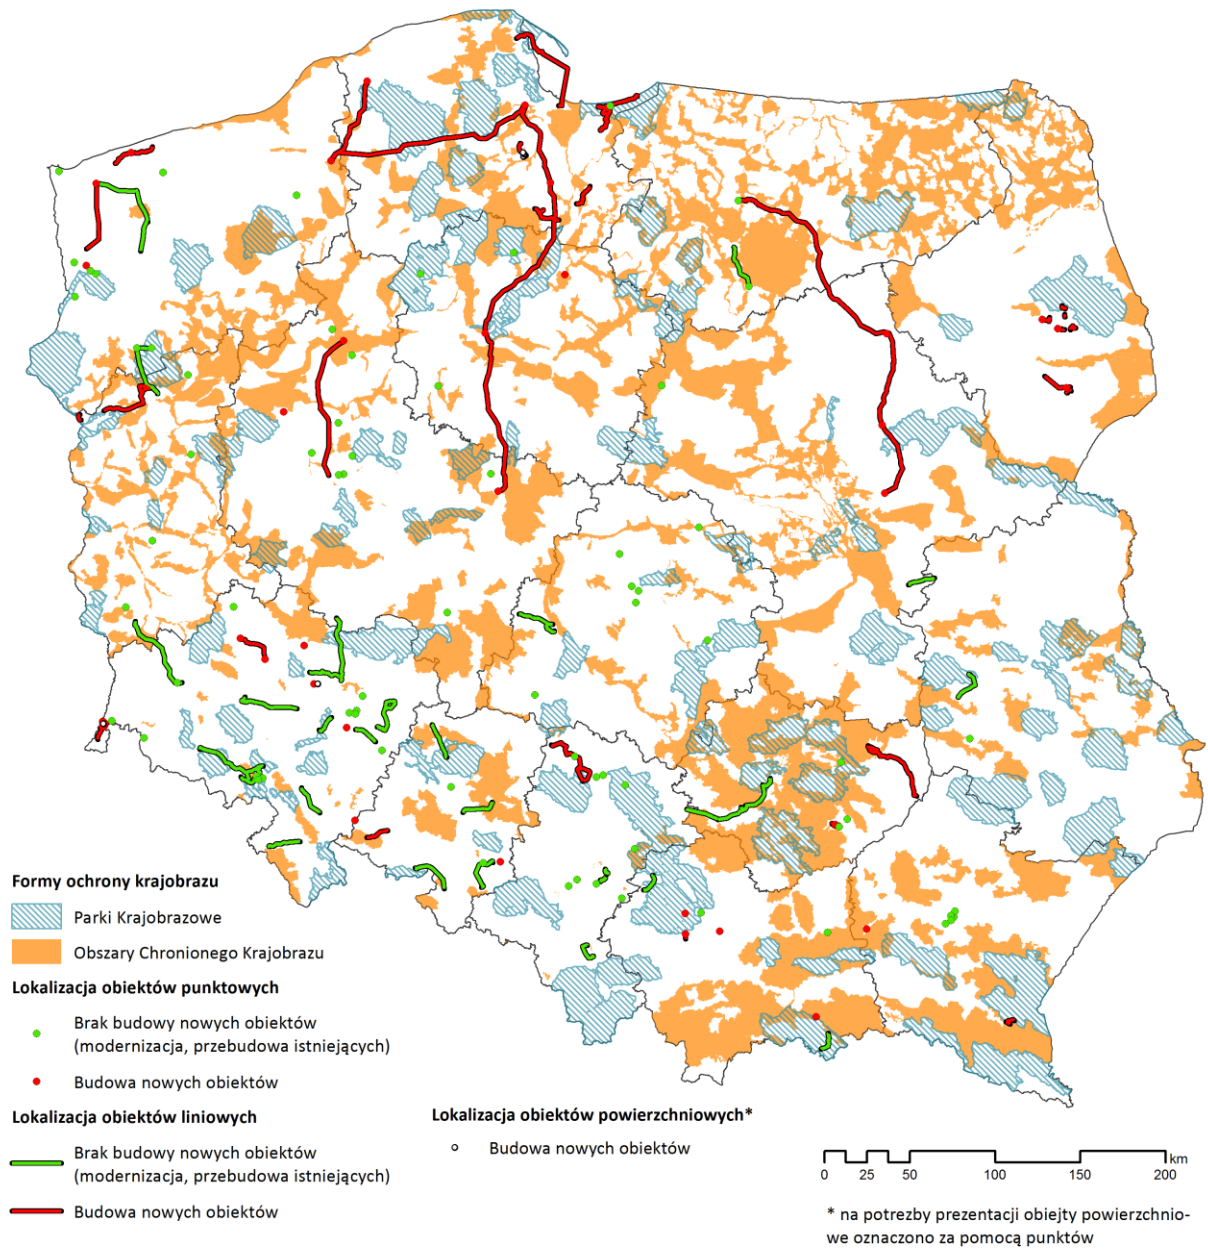 Formy ochrony krajobrazu
Parki Krajobrazowe
Obszary Chronionego Krajobrazu
Lokalizacja obiektów punktowych
Brak budowy nowych obiektów
(modernizacja, przebudowa istniejących)
Budowa nowych obiektów
Lokalizacja obiektów liniowych
Brak budowy nowych obiektów
(modernizacja, przebudowa istniejących)
Budowa nowych obiektów
Lokalizacja obiektów powierzchniowych*
Budowa nowych obiektów
km
0 25 50 100 150 200
* na potrezby prezentacji obiejty powierzchnio-
we oznaczono za pomocą punktów